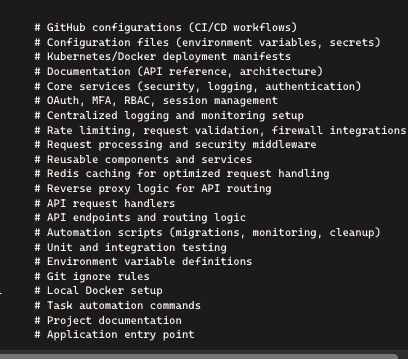 # GitHub configurations (CI/CD workflows)
# Configuration files (environment variables, secrets)
# Kubernetes/Docker deployment manifests
# Documentation (API reference, architecture)
# Core services (security, logging, authentication)
# OAuth, MFA, RBAC, session management
# Centralized logging and monitoring setup
# Rate limiting, request validation, firewall integrations
# Request processing and security middleware
# Reusable components and services
# Redis caching for optimized request handling
# Reverse proxy logic for API routing
# API request handlers
# API endpoints and routing logic
# Automation scripts (migrations, monitoring, cleanup)
# Unit and integration testing
# Environment variable definitions
# Git ignore rules
# Local Docker setup
# Task automation commands
# Project documentation
# Application entry point